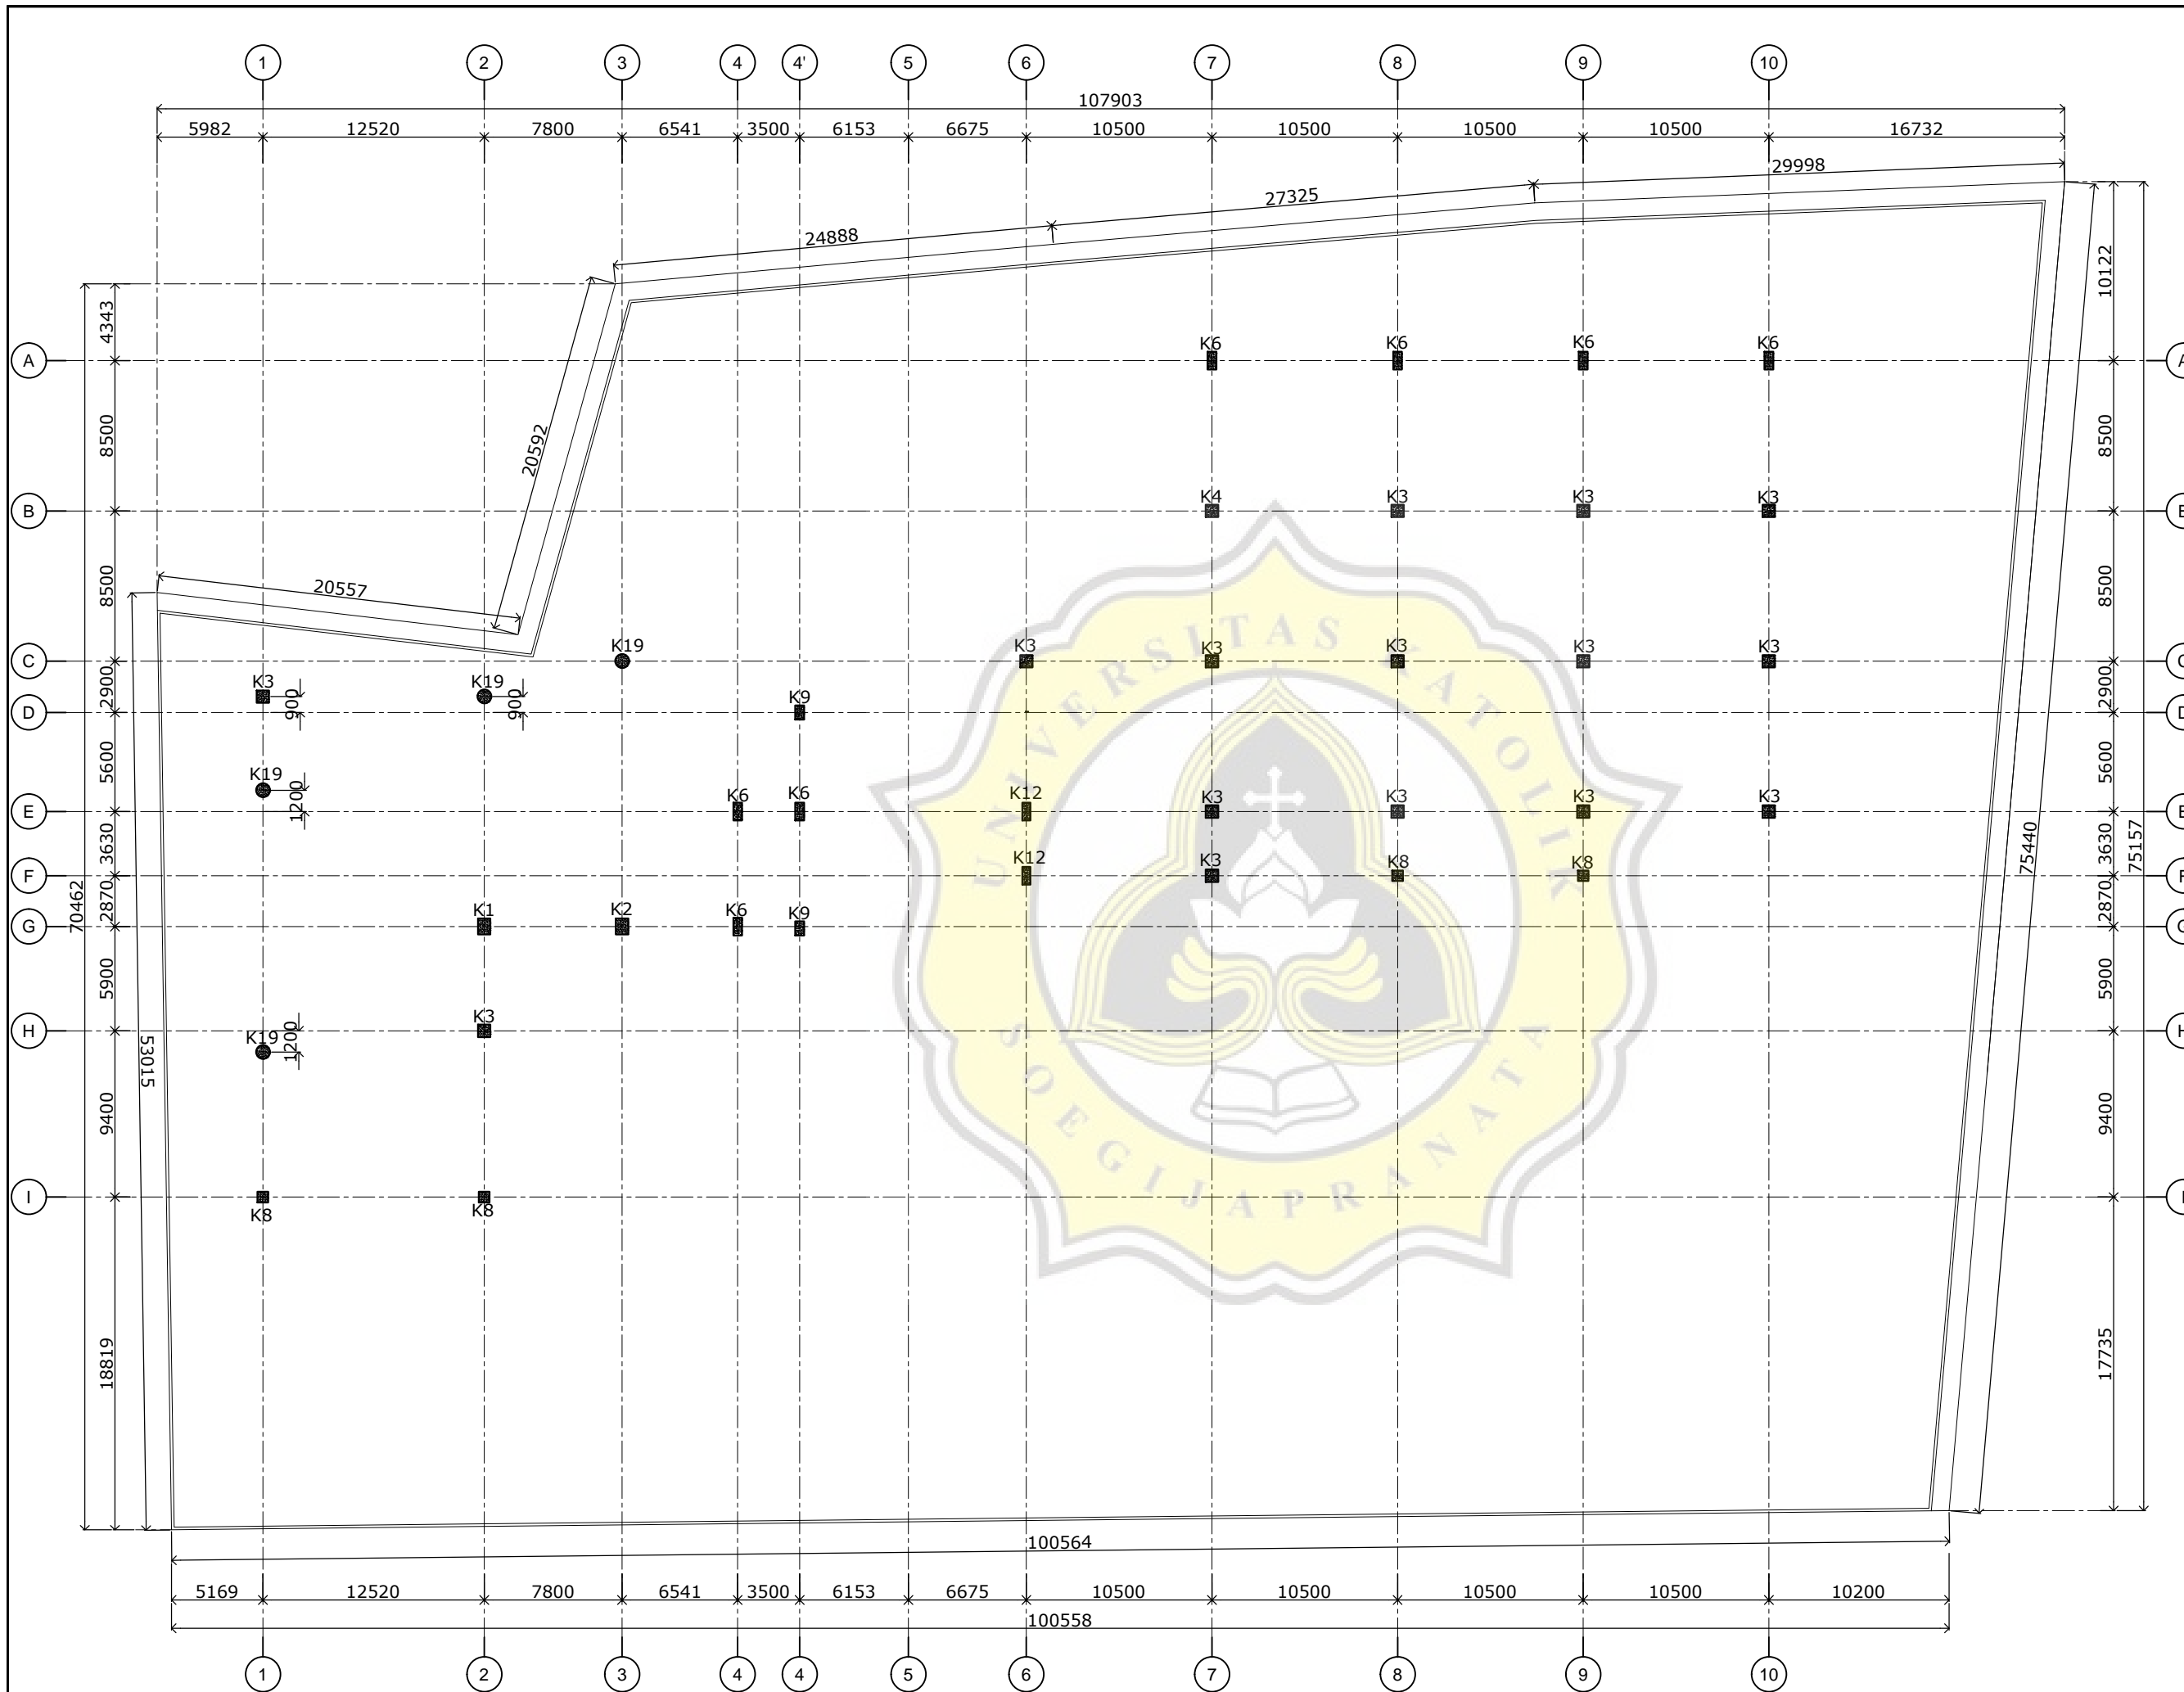 1 2 3 4 4' 5 6 7 8 9 10
107903
5982 12520 7800 6541 3500 6153 6675 10500 10500 10500 10500 16732
29998
27325
24888
20592
20557
4343 10122
A K6 K6 K6 K6
8500 8500
B K4 K3 K3 K3
8500 8500
C K19 K3 K3 K3 K3 K3
2900 K3 900 K19 900 2900
D K9
5600 5600
K19 1200
E K6 K6 K12 K3 K3 K3 K3
3630 3630
F K12 K3 K8 K8
2870 2870
G K1 K2 K6 K9
5900 5900
H K3
K19 1200
9400 9400
I K8 K8
18819 17735
70462
53015
75440
75157
UNIVERSITAS KATOLIK
SOEGIJAPRANATA
100564
5169 12520 7800 6541 3500 6153 6675 10500 10500 10500 10500 10200
100558
1 2 3 4 4' 5 6 7 8 9 10